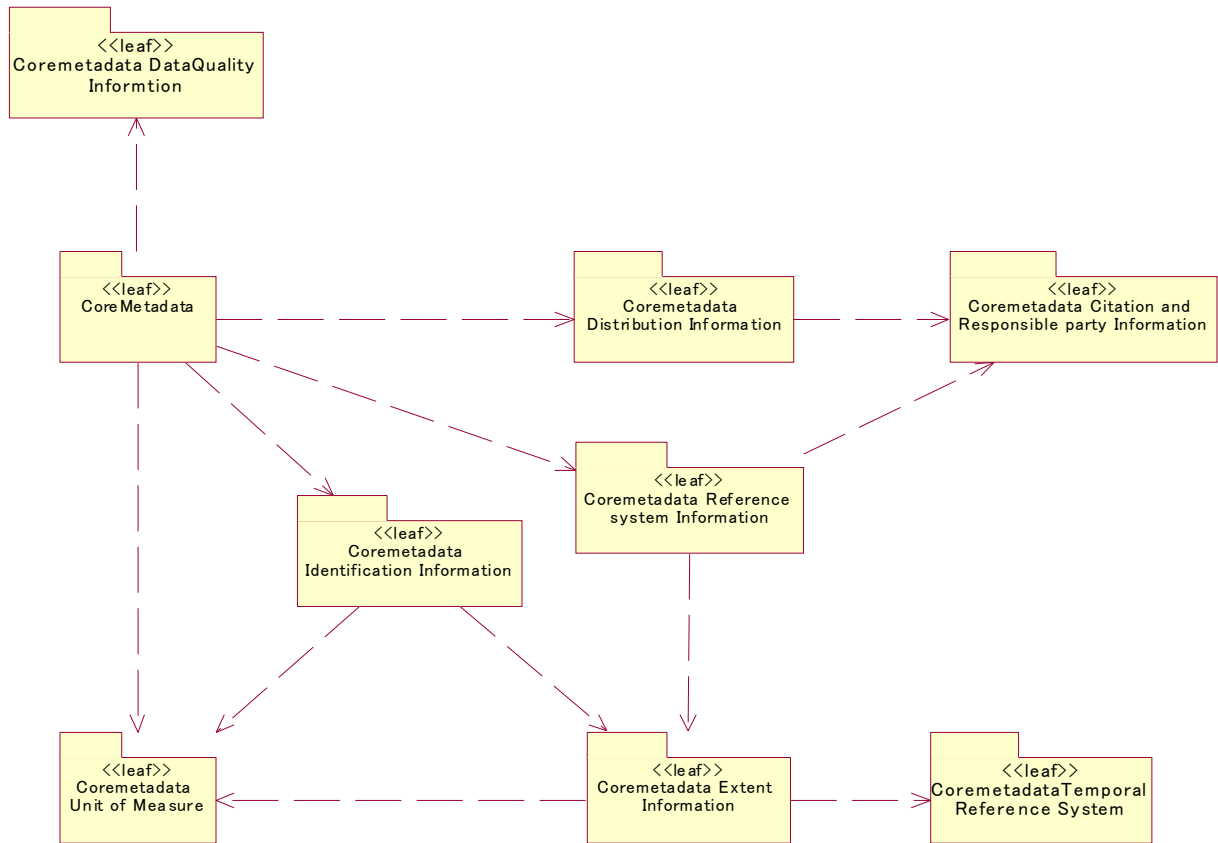 <<leaf>>
Coremetadata DataQuality
Informtion
<<leaf>>
CoreMetadata
<<leaf>>
Coremetadata
Distribution Information
<<leaf>>
Coremetadata Citation and
Responsible party Information
<<leaf>>
Coremetadata Reference
system Information
<<leaf>>
Coremetadata
Identification Information
<<leaf>>
Coremetadata
Unit of Measure
<<leaf>>
Coremetadata Extent
Information
<<leaf>>
CoremetadataTemporal
Reference System